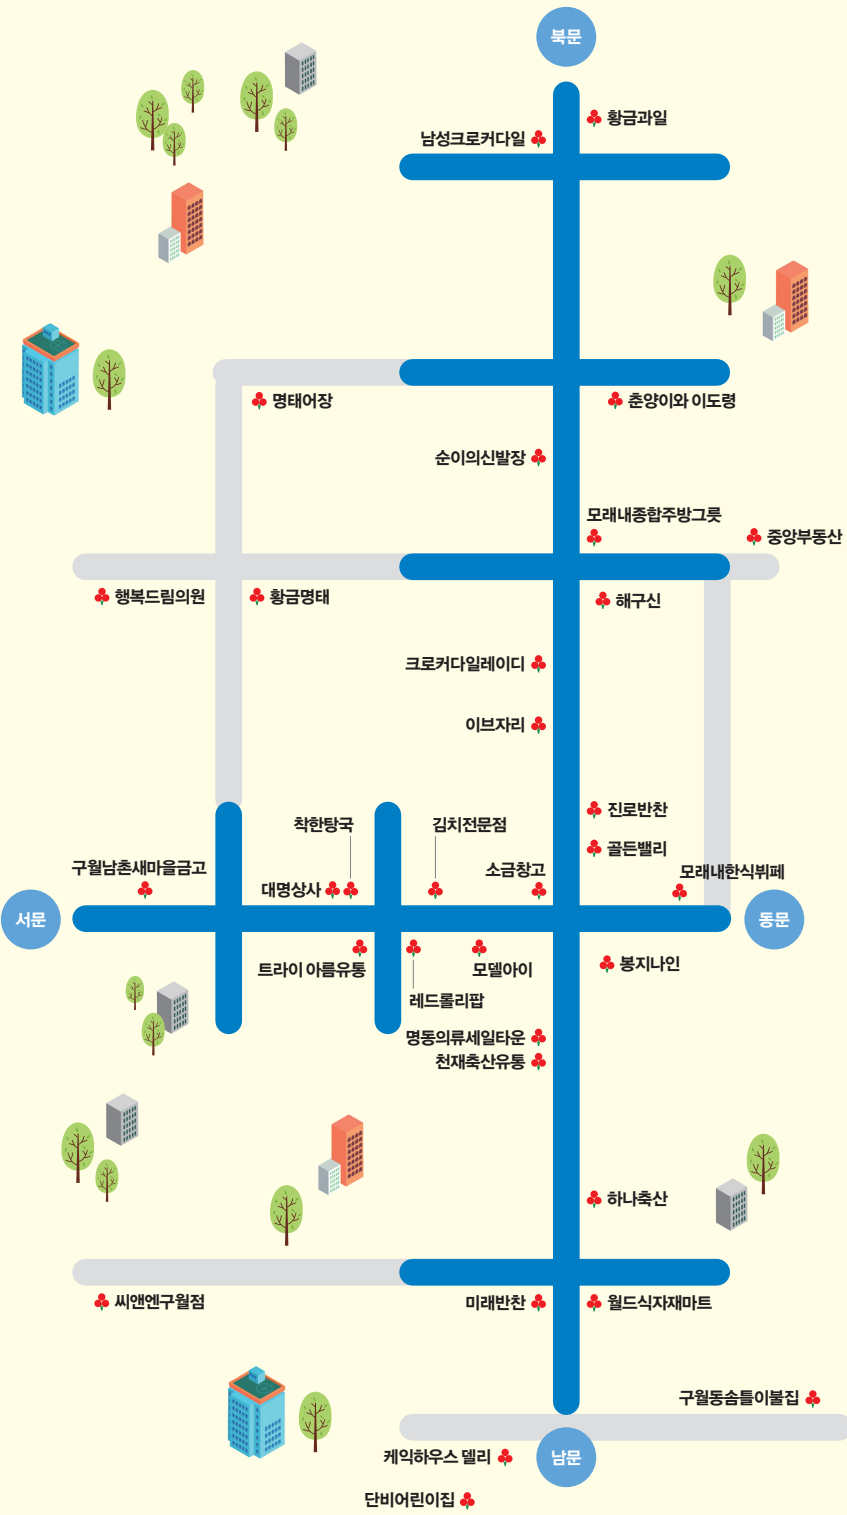 북문
황금과일
남성크로커다일
명태어장
춘양이와 이도령
순이의신발장
모래내종합주방그릇
중앙부동산
행복드림의원
황금명태
해구신
크로커다일레이디
이브자리
진로반찬
착한탕국
김치전문점
골든밸리
구월남촌새마을금고
소금창고
모래내한식뷔페
대명상사
서문
동문
트라이 아름유통
모델아이
봉지나인
레드롤리팝
명동의류세일타운
천재축산유통
하나축산
씨앤엔구월점
미래반찬
월드식자재마트
구월동솜틀이불집
케익하우스 델리
남문
단비어린이집